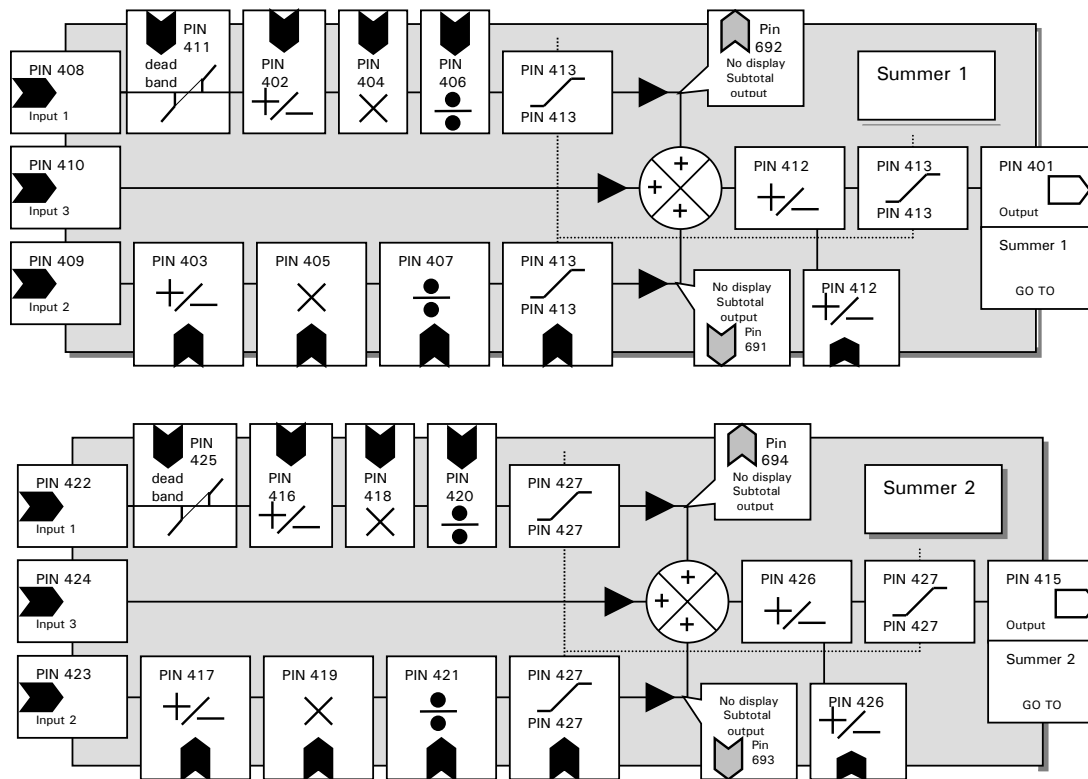 PIN
411
dead
band
PIN 408
Input 1
PIN
402
+/−
PIN
404
PIN
406
PIN 413
PIN 413
Pin
692
No display
Subtotal
output
Summer 1
PIN 410
Input 3
+
+
+
PIN 412
+/−
PIN 413
PIN 413
PIN 401
Output
Summer 1
GO TO
PIN 409
Input 2
PIN 403
+/−
PIN 405
PIN 407
PIN 413
PIN 413
No display
Subtotal
output
Pin
691
PIN 412
+/−
PIN
425
dead
band
PIN 422
Input 1
PIN
416
+/−
PIN
418
PIN
420
PIN 427
PIN 427
Pin
694
No display
Subtotal
output
Summer 2
PIN 424
Input 3
+
+
+
PIN 426
+/−
PIN 427
PIN 427
PIN 415
Output
Summer 2
GO TO
PIN 423
Input 2
PIN 417
+/−
PIN 419
PIN 421
PIN 427
PIN 427
No display
Subtotal
output
Pin
693
PIN 426
+/−